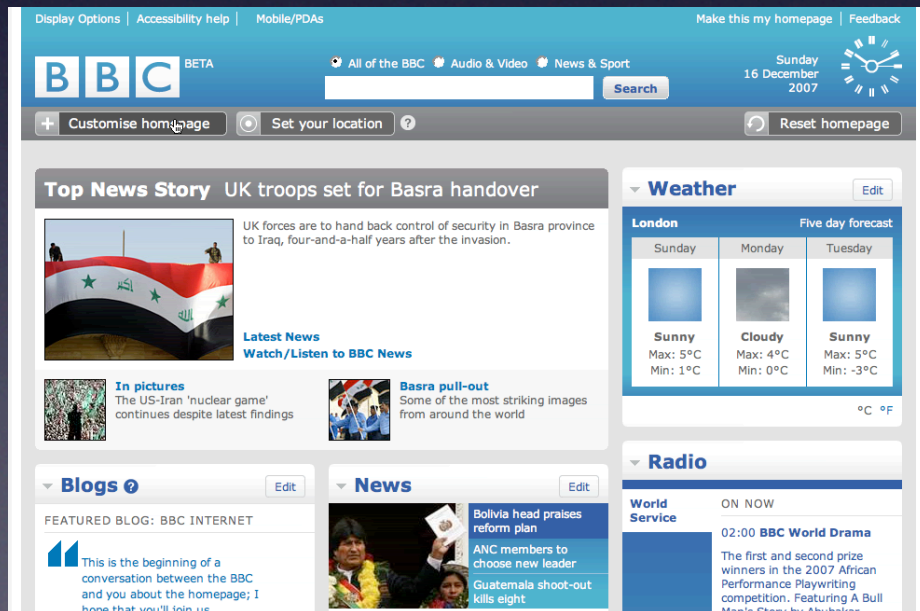 Display Options | Accessibility help | Mobile/PDAs
Make this my homepage | Feedback
BBC BETA
All of the BBC Audio & Video News & Sport
Search
Sunday
16 December
2007
Customise homepage
Set your location ?
Reset homepage
Top News Story UK troops set for Basra handover
UK forces are to hand back control of security in Basra province
to Iraq, four-and-a-half years after the invasion.
Latest News
Watch/Listen to BBC News
In pictures
The US-Iran 'nuclear game'
continues despite latest findings
Basra pull-out
Some of the most striking images
from around the world
Weather
Edit
London
Five day forecast
Sunday Monday Tuesday
Sunny Cloudy Sunny
Max: 5°C Max: 4°C Max: 5°C
Min: 1°C Min: 0°C Min: -3°C
°C °F
Blogs ?
Edit
FEATURED BLOG: BBC INTERNET
This is the beginning of a
conversation between the BBC
and you about the homepage; I
hope that you'll join us
News
Edit
Bolivia head praises
reform plan
ANC members to
choose new leader
Guatemala shoot-out
kills eight
Radio
World
Service
ON NOW
02:00 BBC World Drama
The first and second prize
winners in the 2007 African
Performance Playwriting
competition. Featuring A Bull
Man's Story by